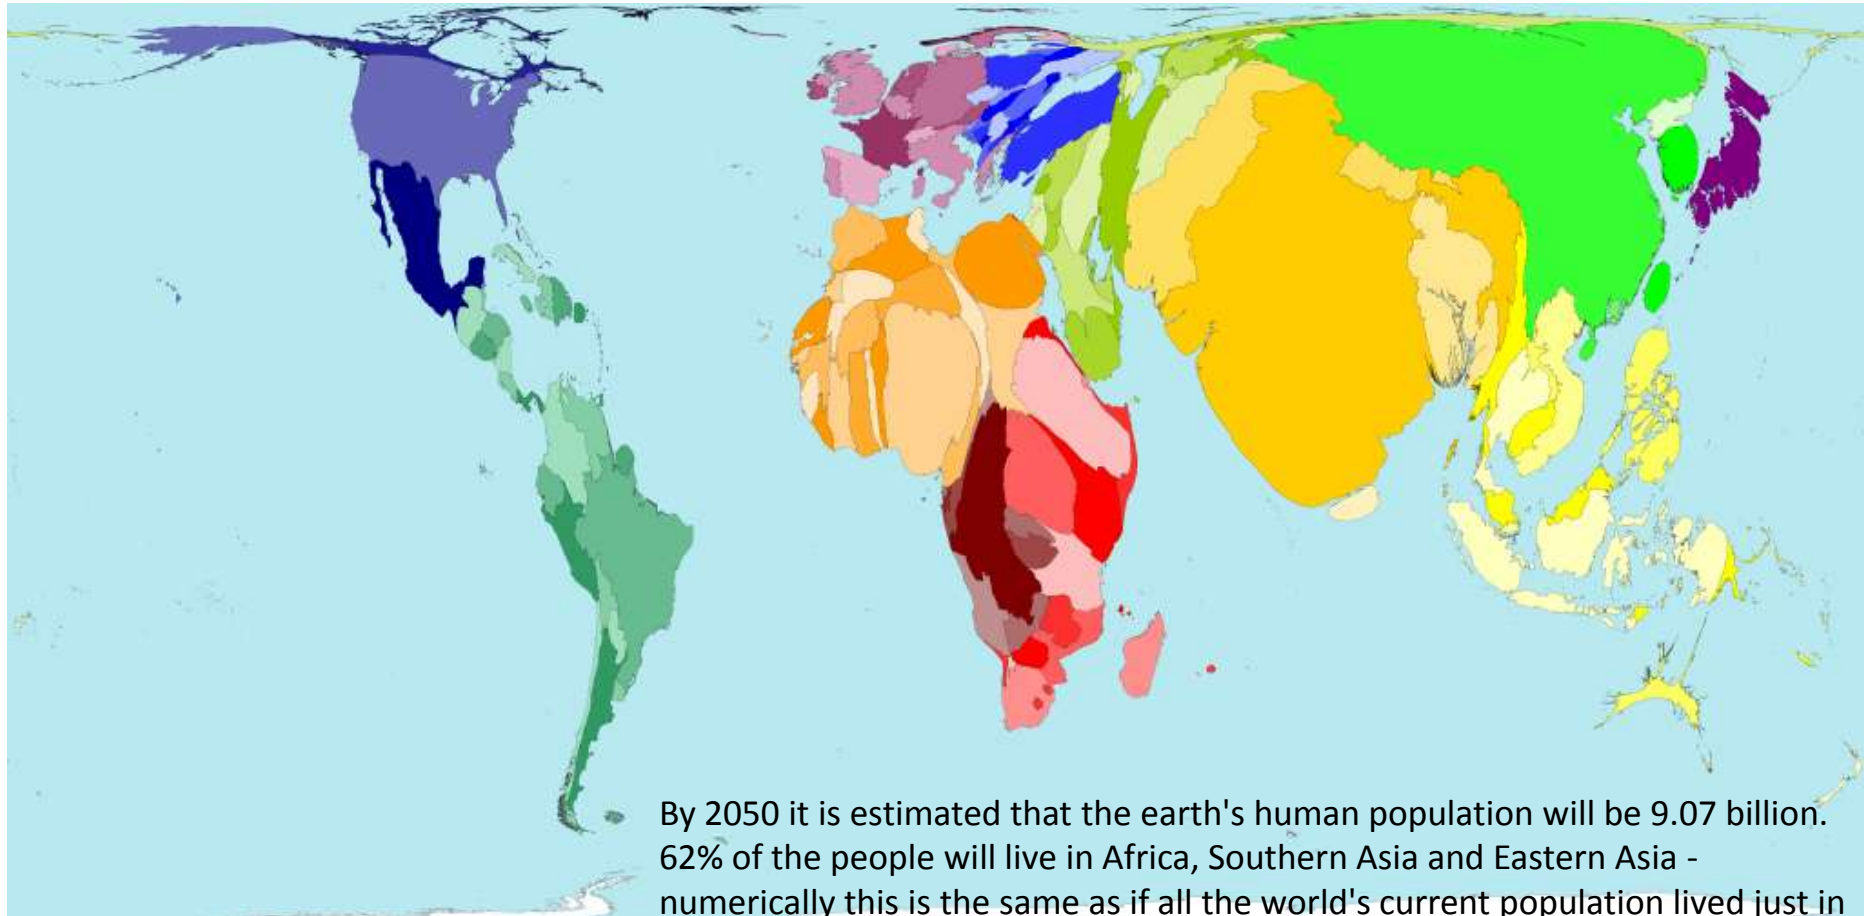 By 2050 it is estimated that the earth's human population will be 9.07 billion.
62% of the people will live in Africa, Southern Asia and Eastern Asia -
numerically this is the same as if all the world's current population lived just in